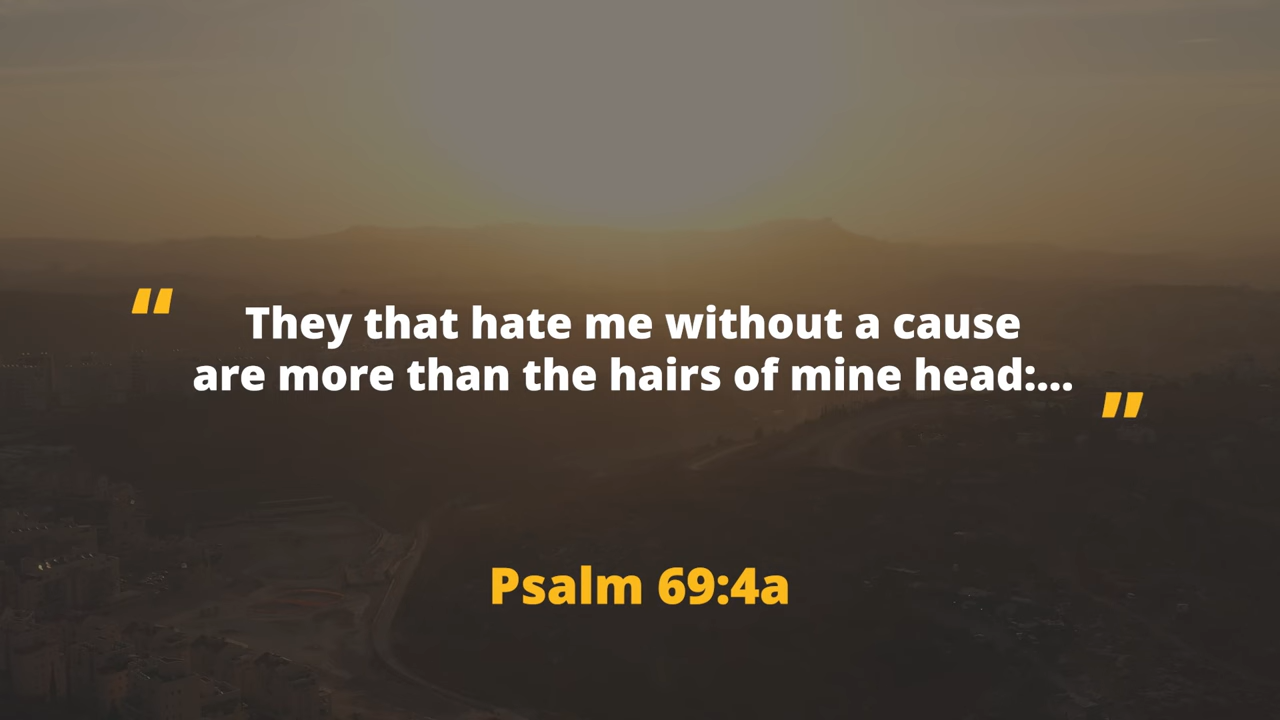 “They that hate me without a cause
are more than the hairs of mine head:...”
Psalm 69:4a